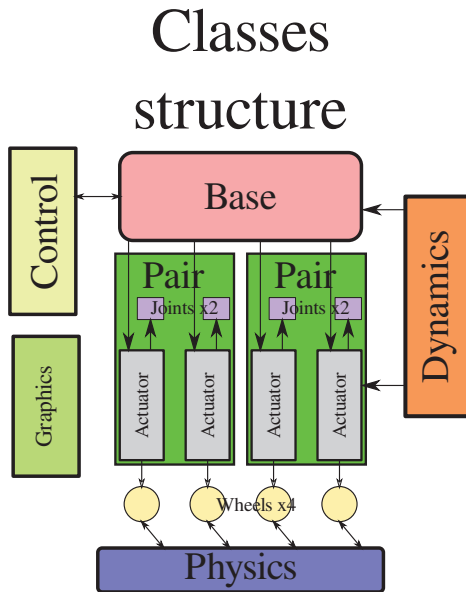 Classes
structure
Control
Base
Dynamics
Pair
Pair
Joints x2
Joints x2
Graphics
Actuator
Actuator
Actuator
Actuator
Wheels x4
Physics